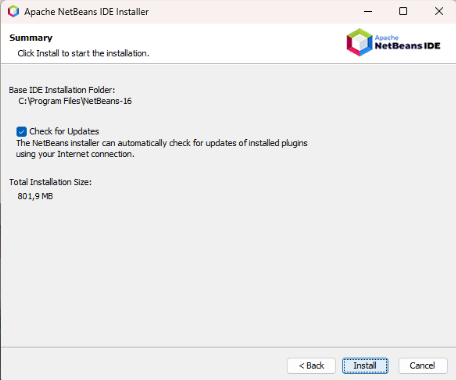 Apache NetBeans IDE Installer
Summary
Click Install to start the installation.
Apache
NetBeans IDE
Base IDE Installation Folder:
C:\Program Files\NetBeans-16
Check for Updates
The NetBeans installer can automatically check for updates of installed plugins
using your Internet connection.
Total Installation Size:
801,9 MB
< Back Install Cancel